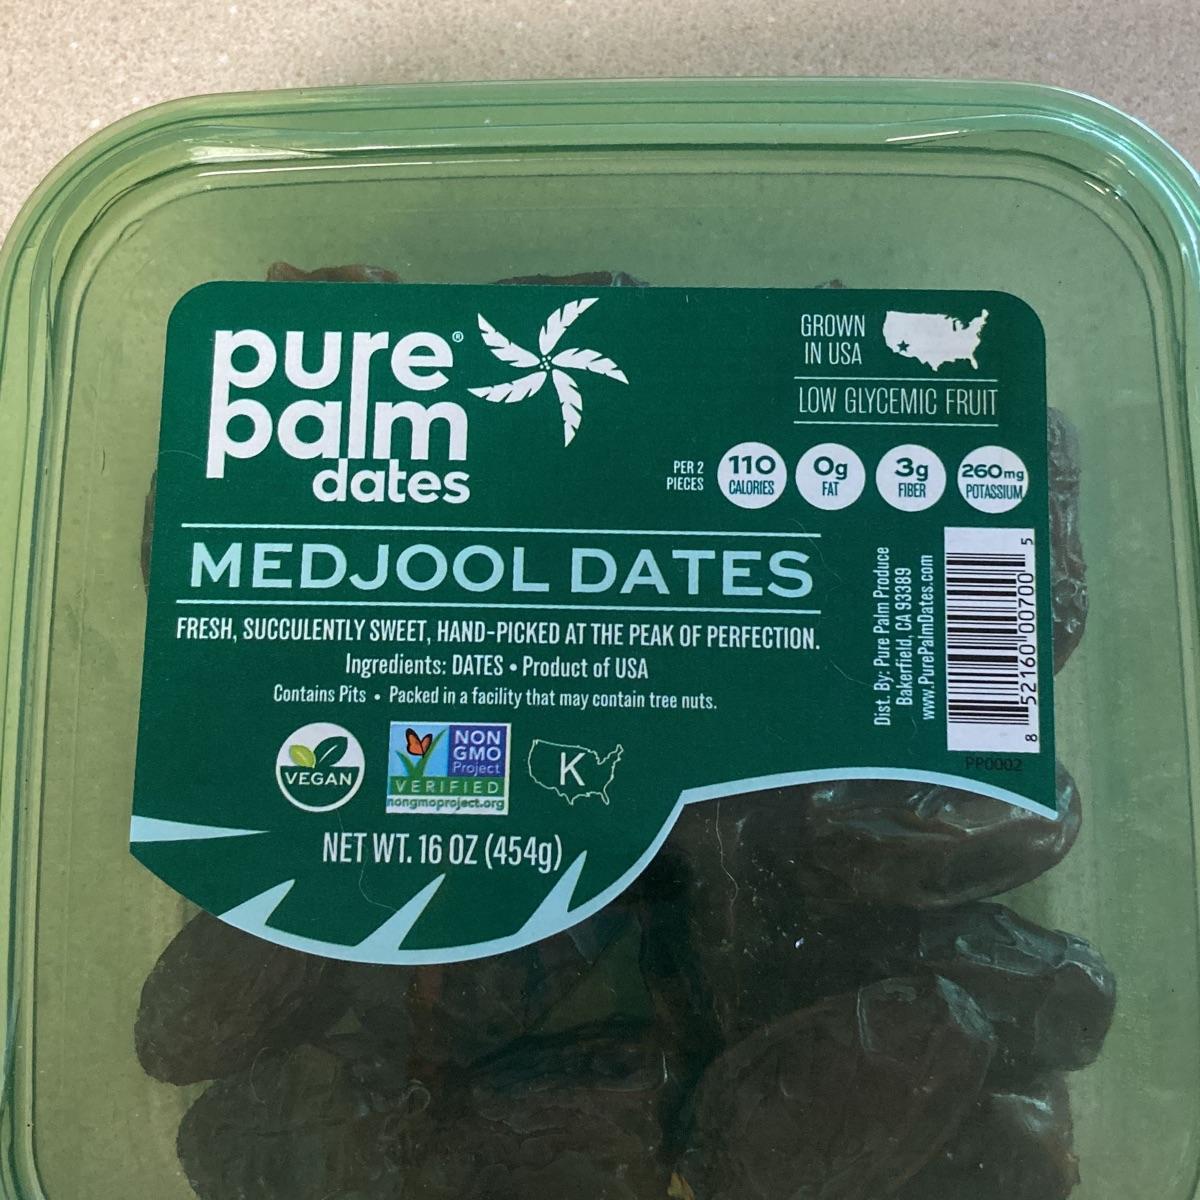 pure®
palm
dates
GROWN
IN USA
LOW GLYCEMIC FRUIT
PER 2
PIECES
110
CALORIES
0g
FAT
3g
FIBER
260mg
POTASSIUM
MEDJOOL DATES
FRESH, SUCCULENTLY SWEET, HAND-PICKED AT THE PEAK OF PERFECTION.
Ingredients: DATES • Product of USA
Contains Pits • Packed in a facility that may contain tree nuts.
VEGAN
NON
GMO
Project
VERIFIED
nongmoproject.org
K
NET WT. 16 OZ (454g)
Dist. By: Pure Palm Produce
Bakerfield, CA 93389
www.PurePalmDates.com
8 52160 00700 5
PP0002